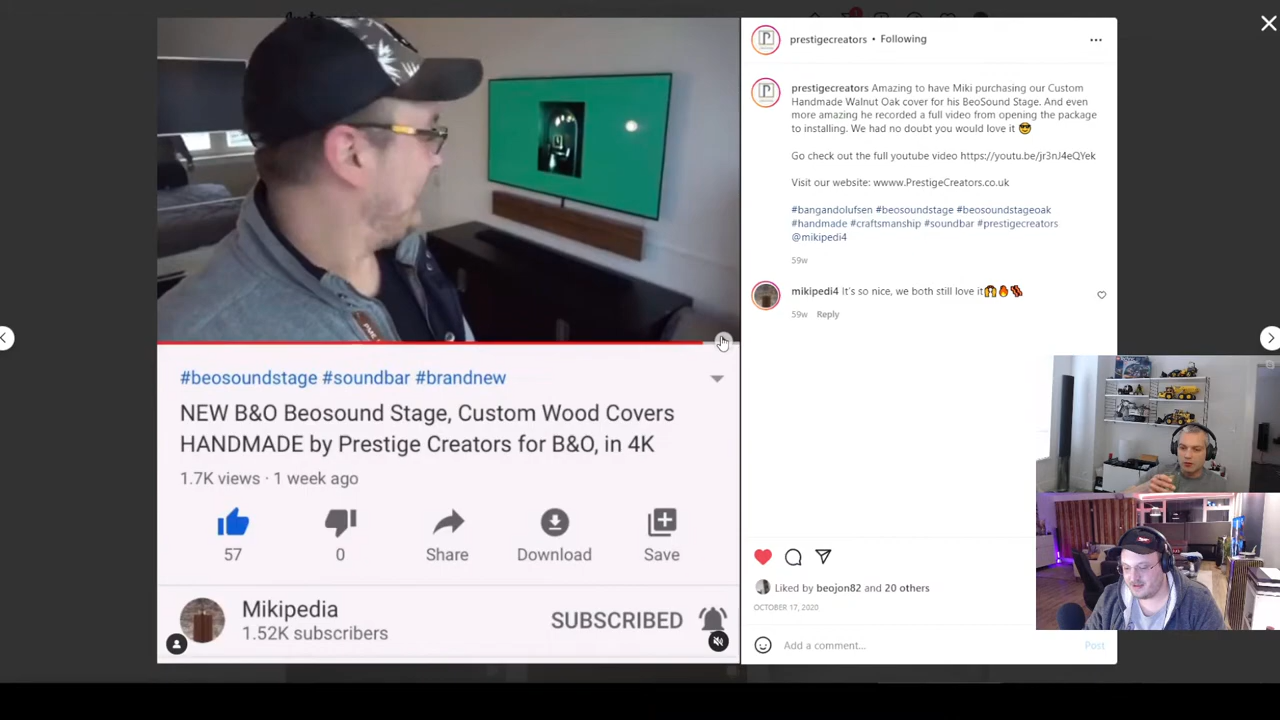 #beosoundstage #soundbar #brandnew
NEW B&O Beosound Stage, Custom Wood Covers
HANDMADE by Prestige Creators for B&O, in 4K
1.7K views · 1 week ago
57
0
Share
Download
Save
Mikipedia
1.52K subscribers
SUBSCRIBED
prestigecreators • Following
prestigecreators Amazing to have Miki purchasing our Custom
Handmade Walnut Oak cover for his BeoSound Stage. And even
more amazing he recorded a full video from opening the package
to installing. We had no doubt you would love it 😎
Go check out the full youtube video https://youtu.be/jr3nJ4eQYek
Visit our website: wwww.PrestigeCreators.co.uk
#bangandolufsen #beosoundstage #beosoundstageoak
#handmade #craftsmanship #soundbar #prestigecreators
@mikipedi4
59w
mikipedi4 It's so nice, we both still love it
59w Reply
Liked by beojon82 and 20 others
OCTOBER 17, 2020
Add a comment...
Post